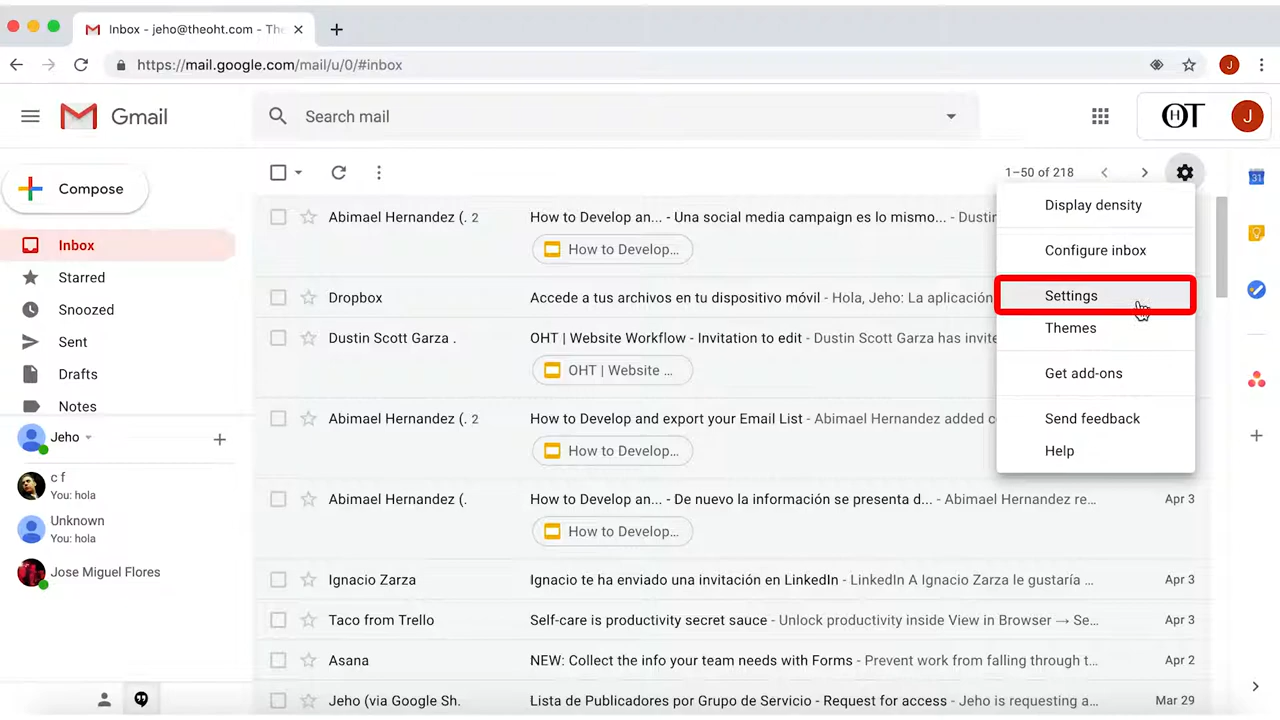 Inbox - jeho@theoht.com - The
https://mail.google.com/mail/u/0/#inbox
J
Gmail
Search mail
OHT
J
Compose
1–50 of 218
31
Inbox
Starred
Snoozed
Sent
Drafts
Notes
Jeho
c f
You: hola
Unknown
You: hola
Jose Miguel Flores
Abimael Hernandez (. 2 How to Develop an... - Una social media campaign es lo mismo... - Dustin
How to Develop...
Dropbox Accede a tus archivos en tu dispositivo móvil - Hola, Jeho: La aplicación
Dustin Scott Garza . OHT | Website Workflow - Invitation to edit - Dustin Scott Garza has invite
OHT | Website ...
Abimael Hernandez (. 2 How to Develop and export your Email List - Abimael Hernandez added c
How to Develop...
Abimael Hernandez (. How to Develop an... - De nuevo la información se presenta d... - Abimael Hernandez re... Apr 3
How to Develop...
Ignacio Zarza Ignacio te ha enviado una invitación en LinkedIn - LinkedIn A Ignacio Zarza le gustaría ... Apr 3
Taco from Trello Self-care is productivity secret sauce - Unlock productivity inside View in Browser → Se... Apr 3
Asana NEW: Collect the info your team needs with Forms - Prevent work from falling through t... Apr 2
Jeho (via Google Sh. Lista de Publicadores por Grupo de Servicio - Request for access - Jeho is requesting a... Mar 29
Display density
Configure inbox
Settings
Themes
Get add-ons
Send feedback
Help